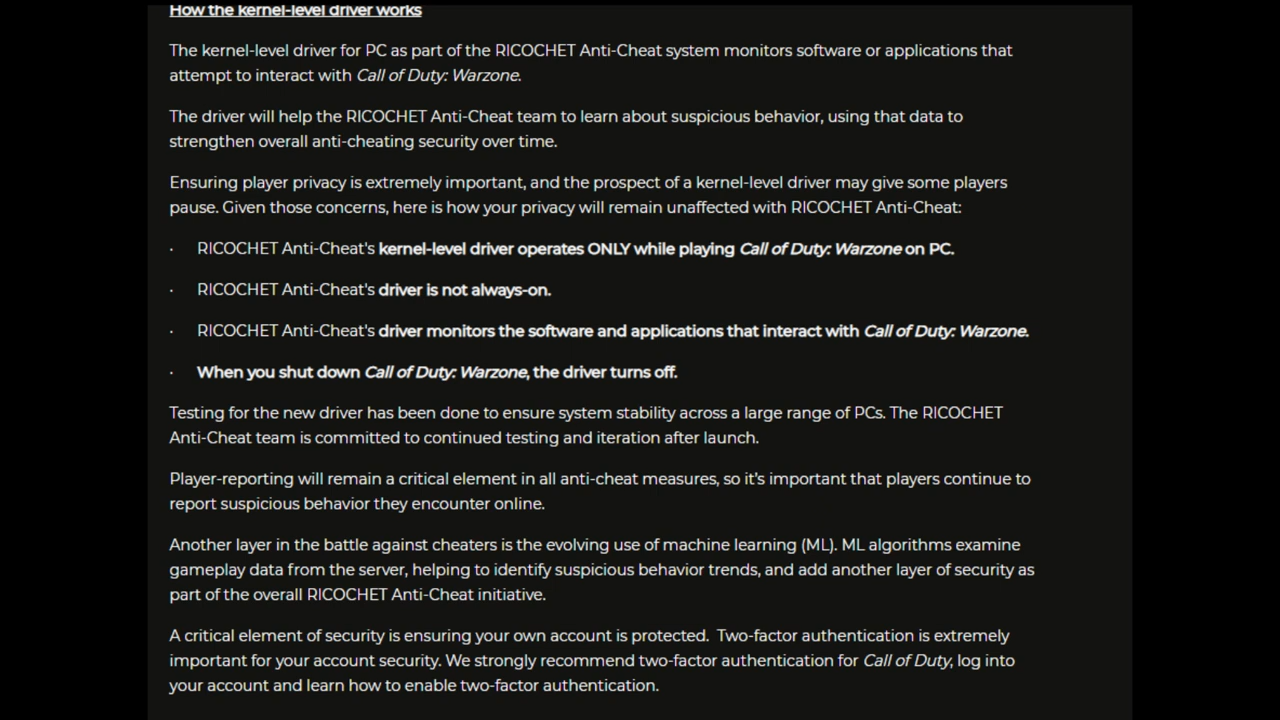 How the kernel-level driver works
The kernel-level driver for PC as part of the RICOCHET Anti-Cheat system monitors software or applications that
attempt to interact with Call of Duty: Warzone.
The driver will help the RICOCHET Anti-Cheat team to learn about suspicious behavior, using that data to
strengthen overall anti-cheating security over time.
Ensuring player privacy is extremely important, and the prospect of a kernel-level driver may give some players
pause. Given those concerns, here is how your privacy will remain unaffected with RICOCHET Anti-Cheat:
· RICOCHET Anti-Cheat's kernel-level driver operates ONLY while playing Call of Duty: Warzone on PC.
· RICOCHET Anti-Cheat's driver is not always-on.
· RICOCHET Anti-Cheat's driver monitors the software and applications that interact with Call of Duty: Warzone.
· When you shut down Call of Duty: Warzone, the driver turns off.
Testing for the new driver has been done to ensure system stability across a large range of PCs. The RICOCHET
Anti-Cheat team is committed to continued testing and iteration after launch.
Player-reporting will remain a critical element in all anti-cheat measures, so it's important that players continue to
report suspicious behavior they encounter online.
Another layer in the battle against cheaters is the evolving use of machine learning (ML). ML algorithms examine
gameplay data from the server, helping to identify suspicious behavior trends, and add another layer of security as
part of the overall RICOCHET Anti-Cheat initiative.
A critical element of security is ensuring your own account is protected.  Two-factor authentication is extremely
important for your account security. We strongly recommend two-factor authentication for Call of Duty, log into
your account and learn how to enable two-factor authentication.